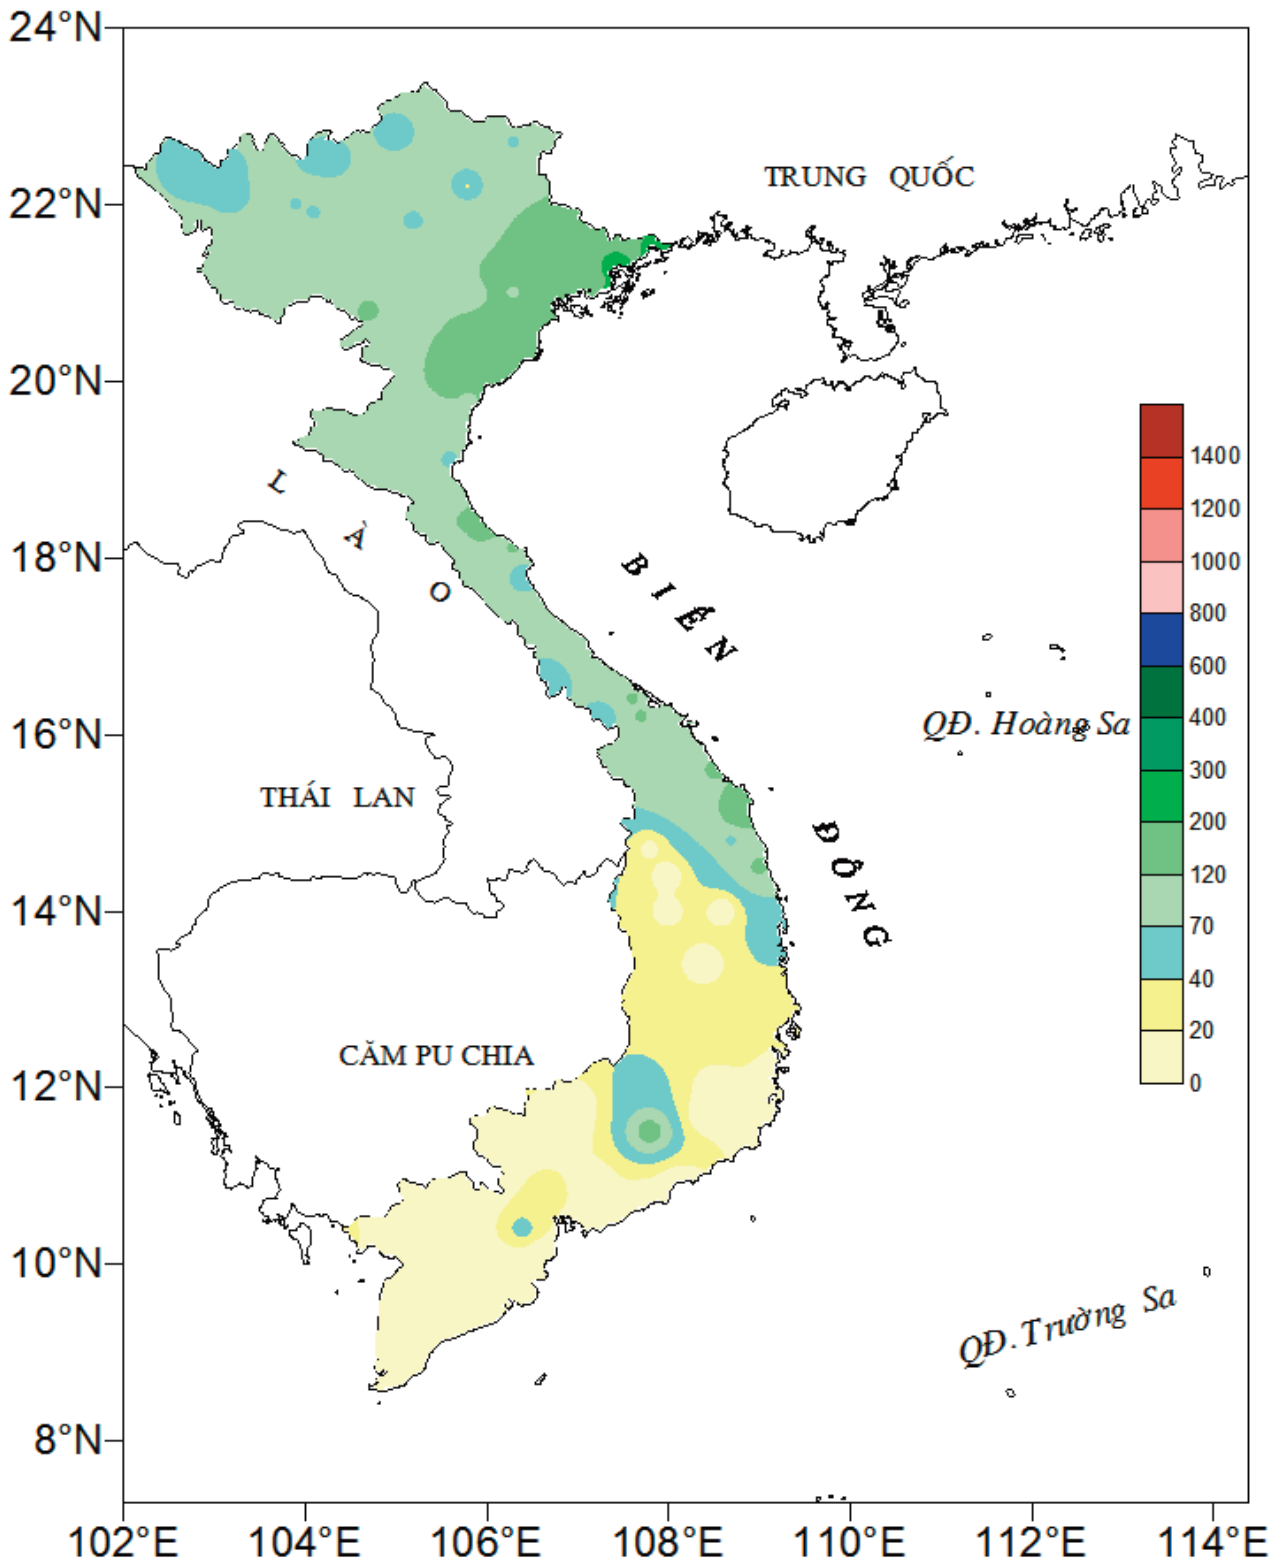 24°N
22°N
20°N
18°N
16°N
14°N
12°N
10°N
8°N
TRUNG QUỐC
LÀO
BIỂN
QĐ. Hoàng Sa
THÁI LAN
ĐÔNG
CĂM PU CHIA
QĐ. Trường Sa
1400
1200
1000
800
600
400
300
200
120
70
40
20
0
102°E 104°E 106°E 108°E 110°E 112°E 114°E